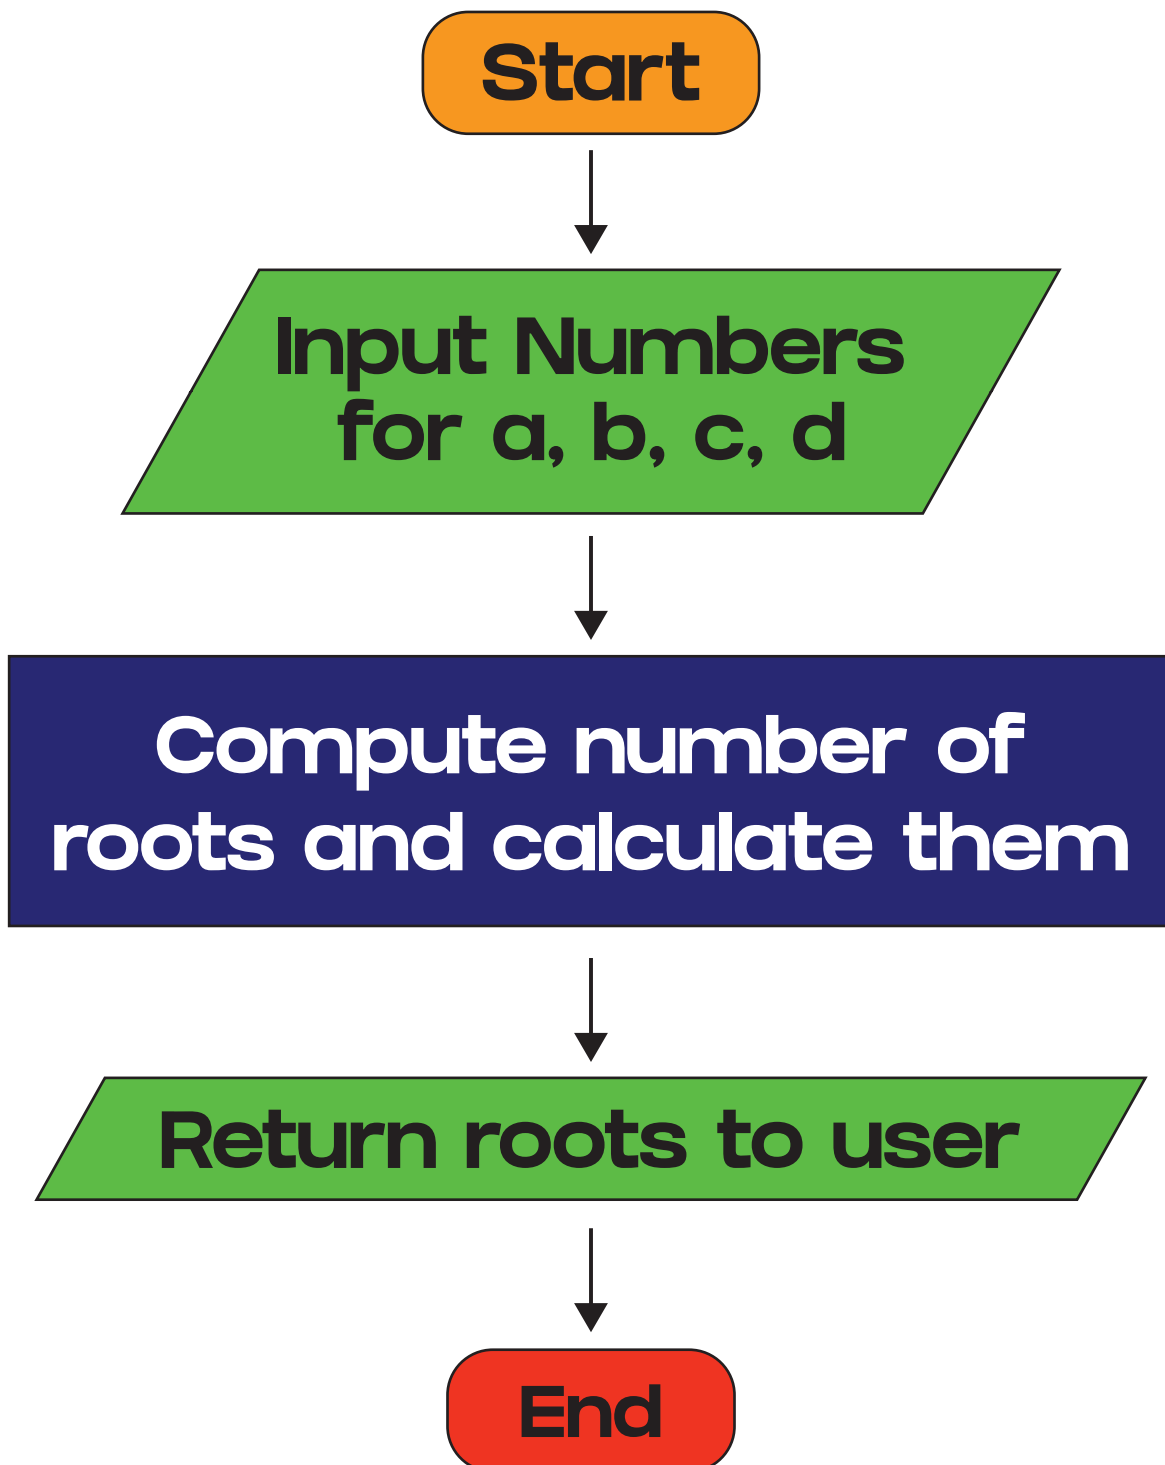 Start
Input Numbers
for a, b, c, d
Compute number of
roots and calculate them
Return roots to user
End